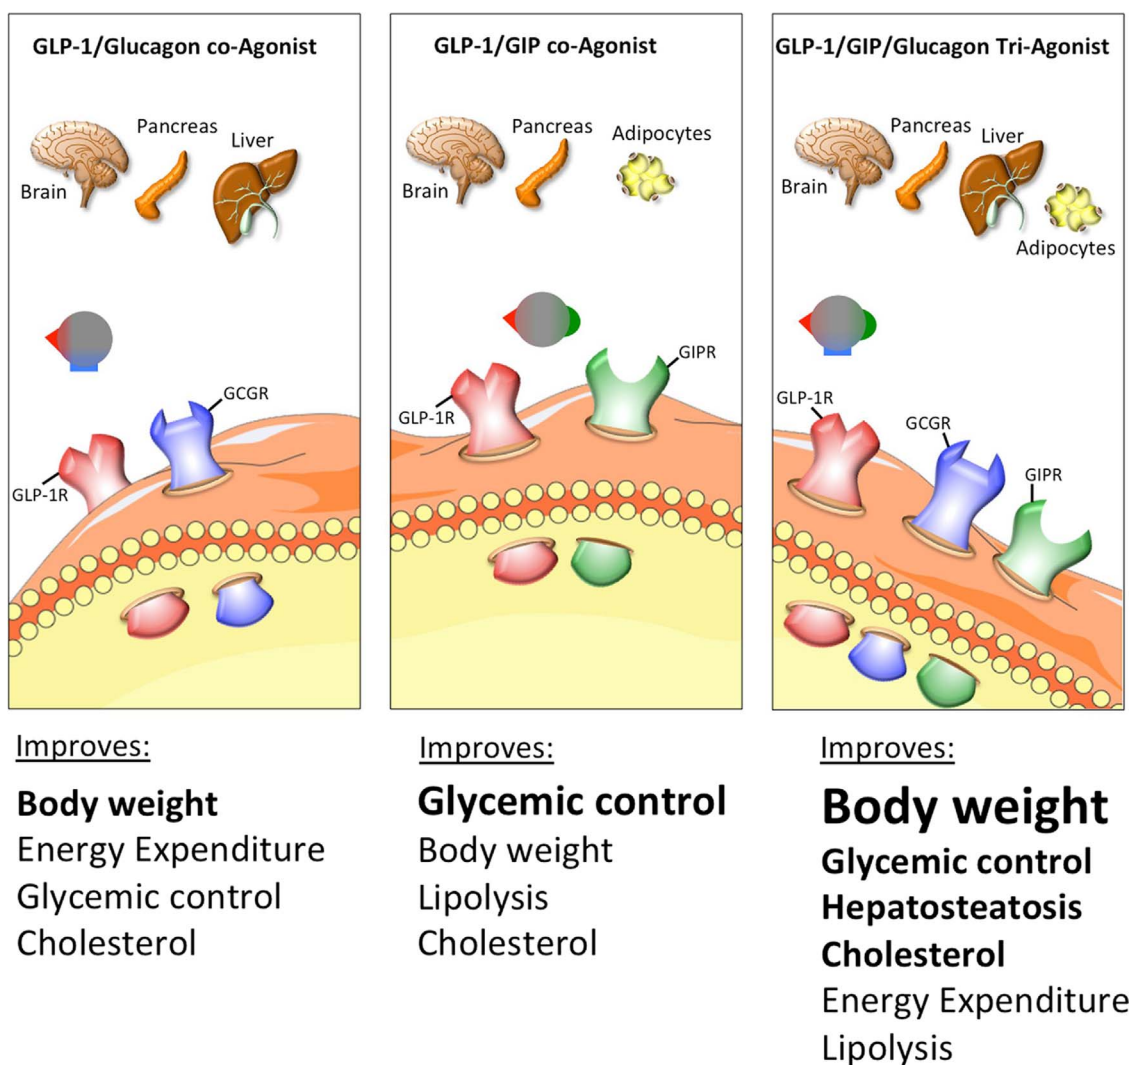 GLP-1/Glucagon co-Agonist
Brain
Pancreas
Liver
GLP-1R
GCGR
Improves:
Body weight
Energy Expenditure
Glycemic control
Cholesterol
GLP-1/GIP co-Agonist
Brain
Pancreas
Adipocytes
GLP-1R
GIPR
Improves:
Glycemic control
Body weight
Lipolysis
Cholesterol
GLP-1/GIP/Glucagon Tri-Agonist
Brain
Pancreas
Liver
Adipocytes
GLP-1R
GCGR
GIPR
Improves:
Body weight
Glycemic control
Hepatosteatosis
Cholesterol
Energy Expenditure
Lipolysis